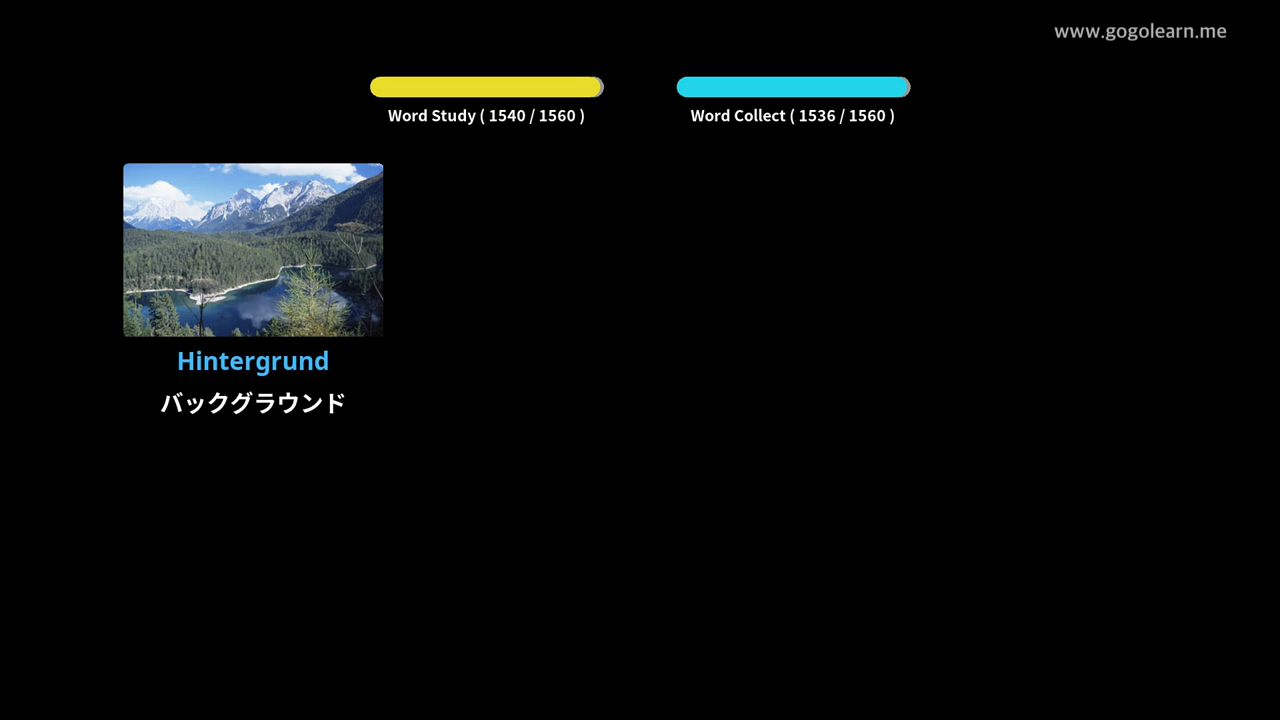 www.gogolearn.me
Word Study ( 1540 / 1560 )
Word Collect ( 1536 / 1560 )
Hintergrund
バックグラウンド